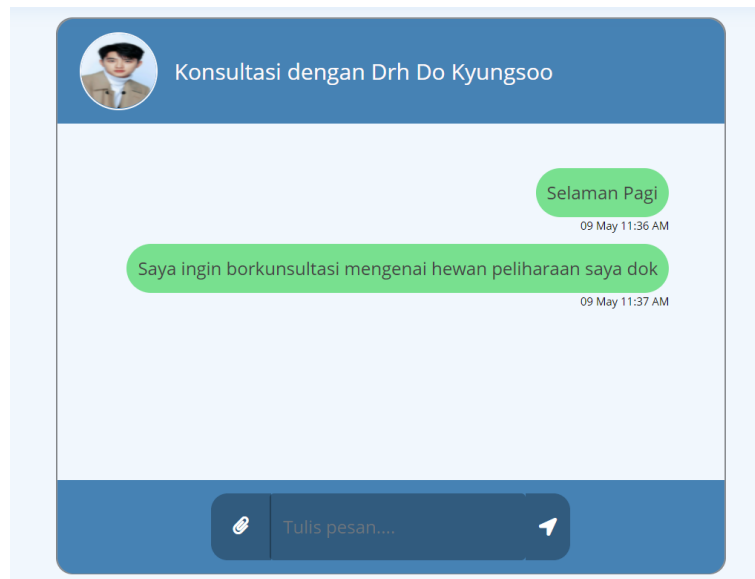 Konsultasi dengan Drh Do Kyungsoo
Selaman Pagi
09 May 11:36 AM
Saya ingin borkunsultasi mengenai hewan peliharaan saya dok
09 May 11:37 AM
Tulis pesan....